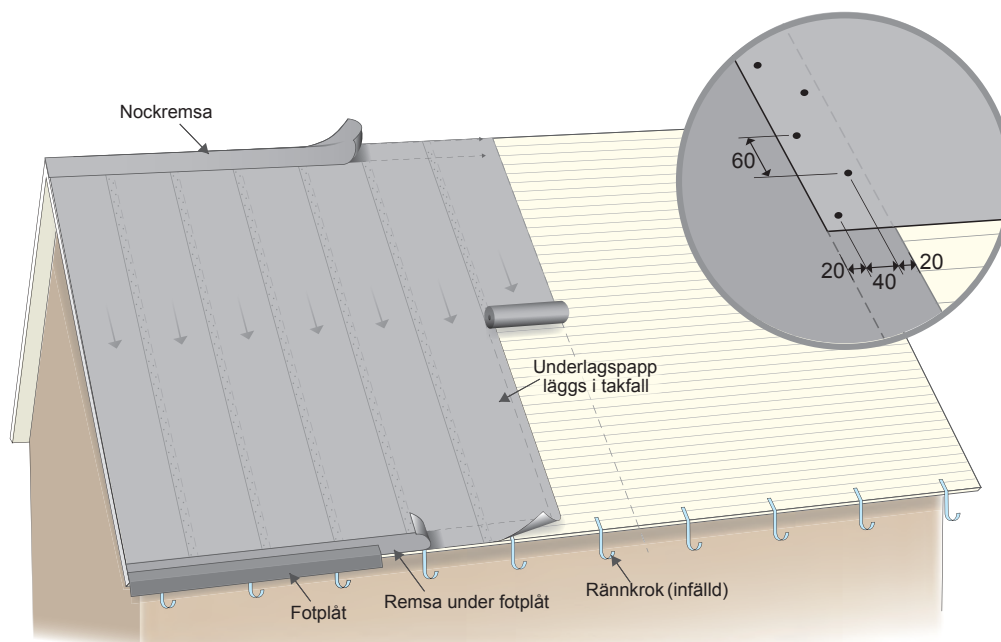 Nockremsa
60
20
40
20
Underlagspapp
läggs i takfall
Rännkrok (infälld)
Remsa under fotplåt
Fotplåt